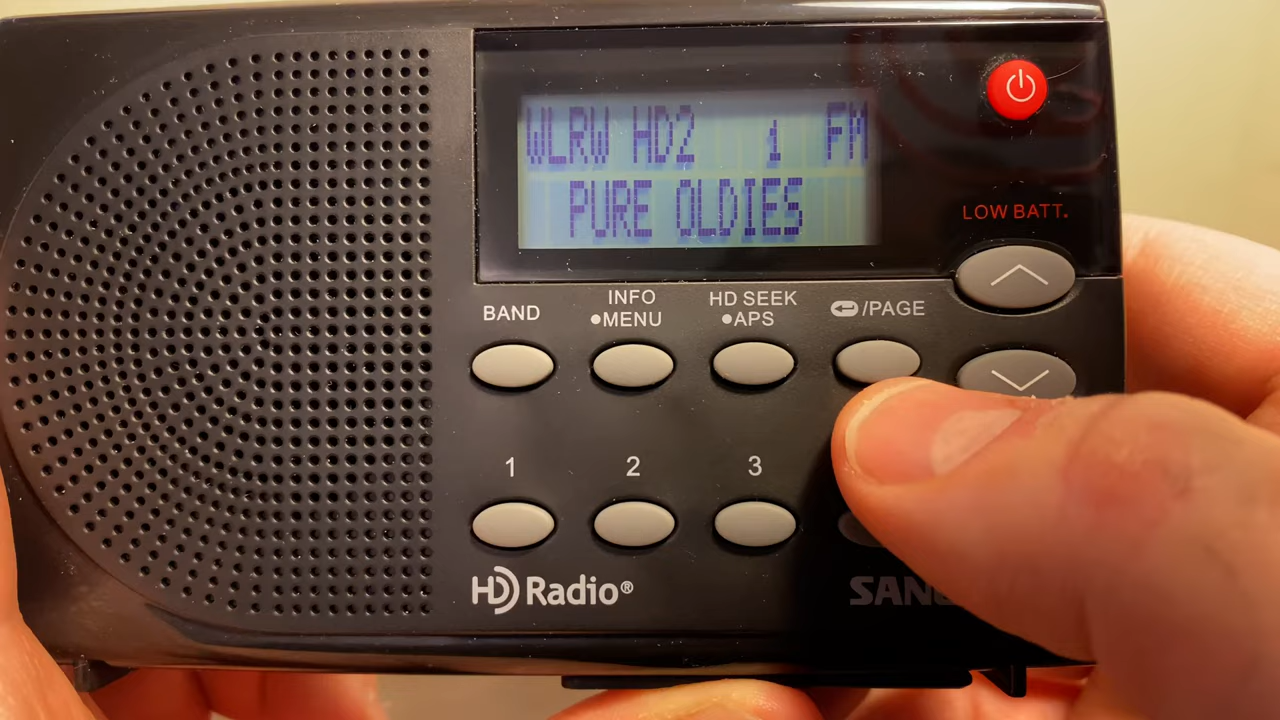 WLRW HD2 1 FM
PURE OLDIES
LOW BATT.
BAND
INFO
●MENU
HD SEEK
●APS
/PAGE
1
2
3
HD Radio®